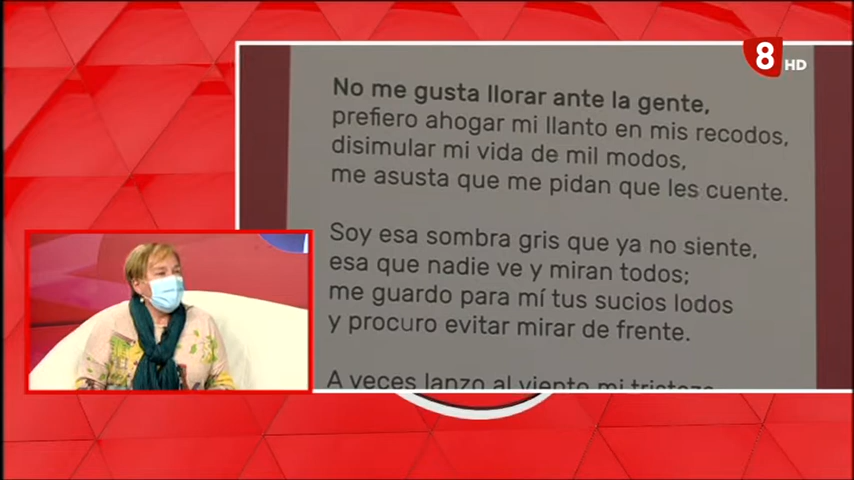 8 HD
No me gusta llorar ante la gente,
prefiero ahogar mi llanto en mis recodos,
disimular mi vida de mil modos,
me asusta que me pidan que les cuente.
Soy esa sombra gris que ya no siente,
esa que nadie ve y miran todos;
me guardo para mí tus sucios lodos
y procuro evitar mirar de frente.
A veces lanzo al viento mi tristeza